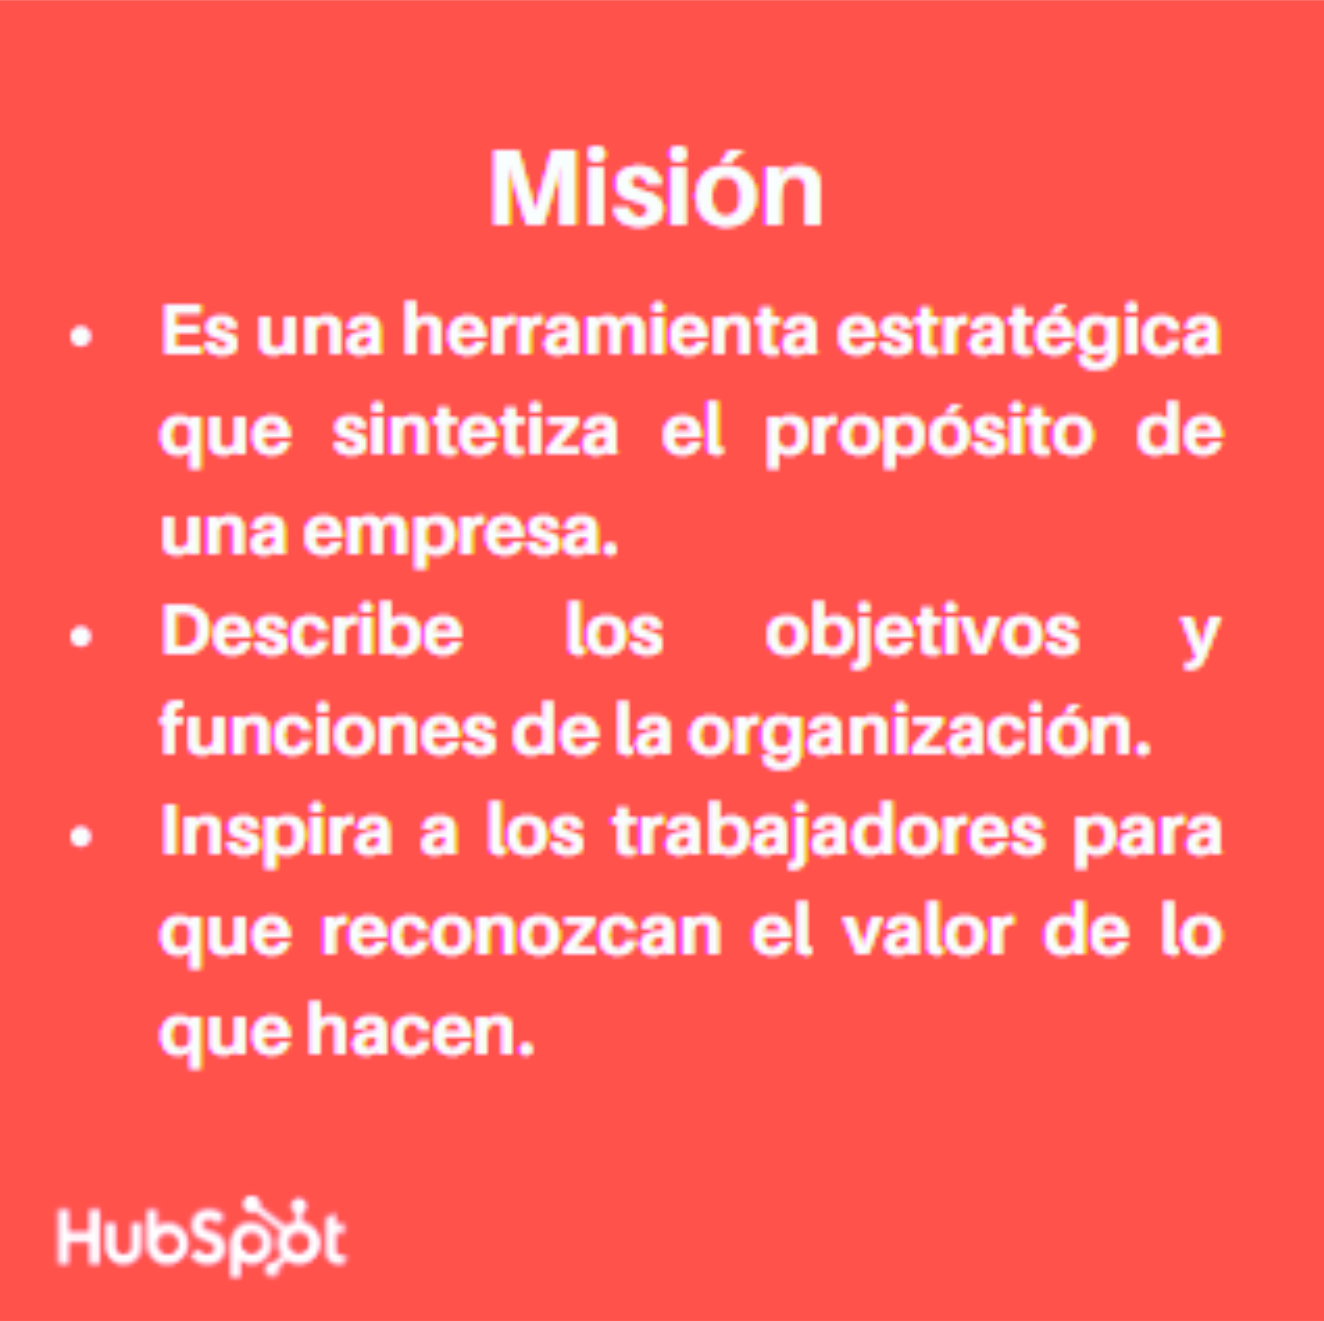 Misión
• Es una herramienta estratégica
que sintetiza el propósito de
una empresa.
• Describe los objetivos y
funciones de la organización.
• Inspira a los trabajadores para
que reconozcan el valor de lo
que hacen.
HubSpot